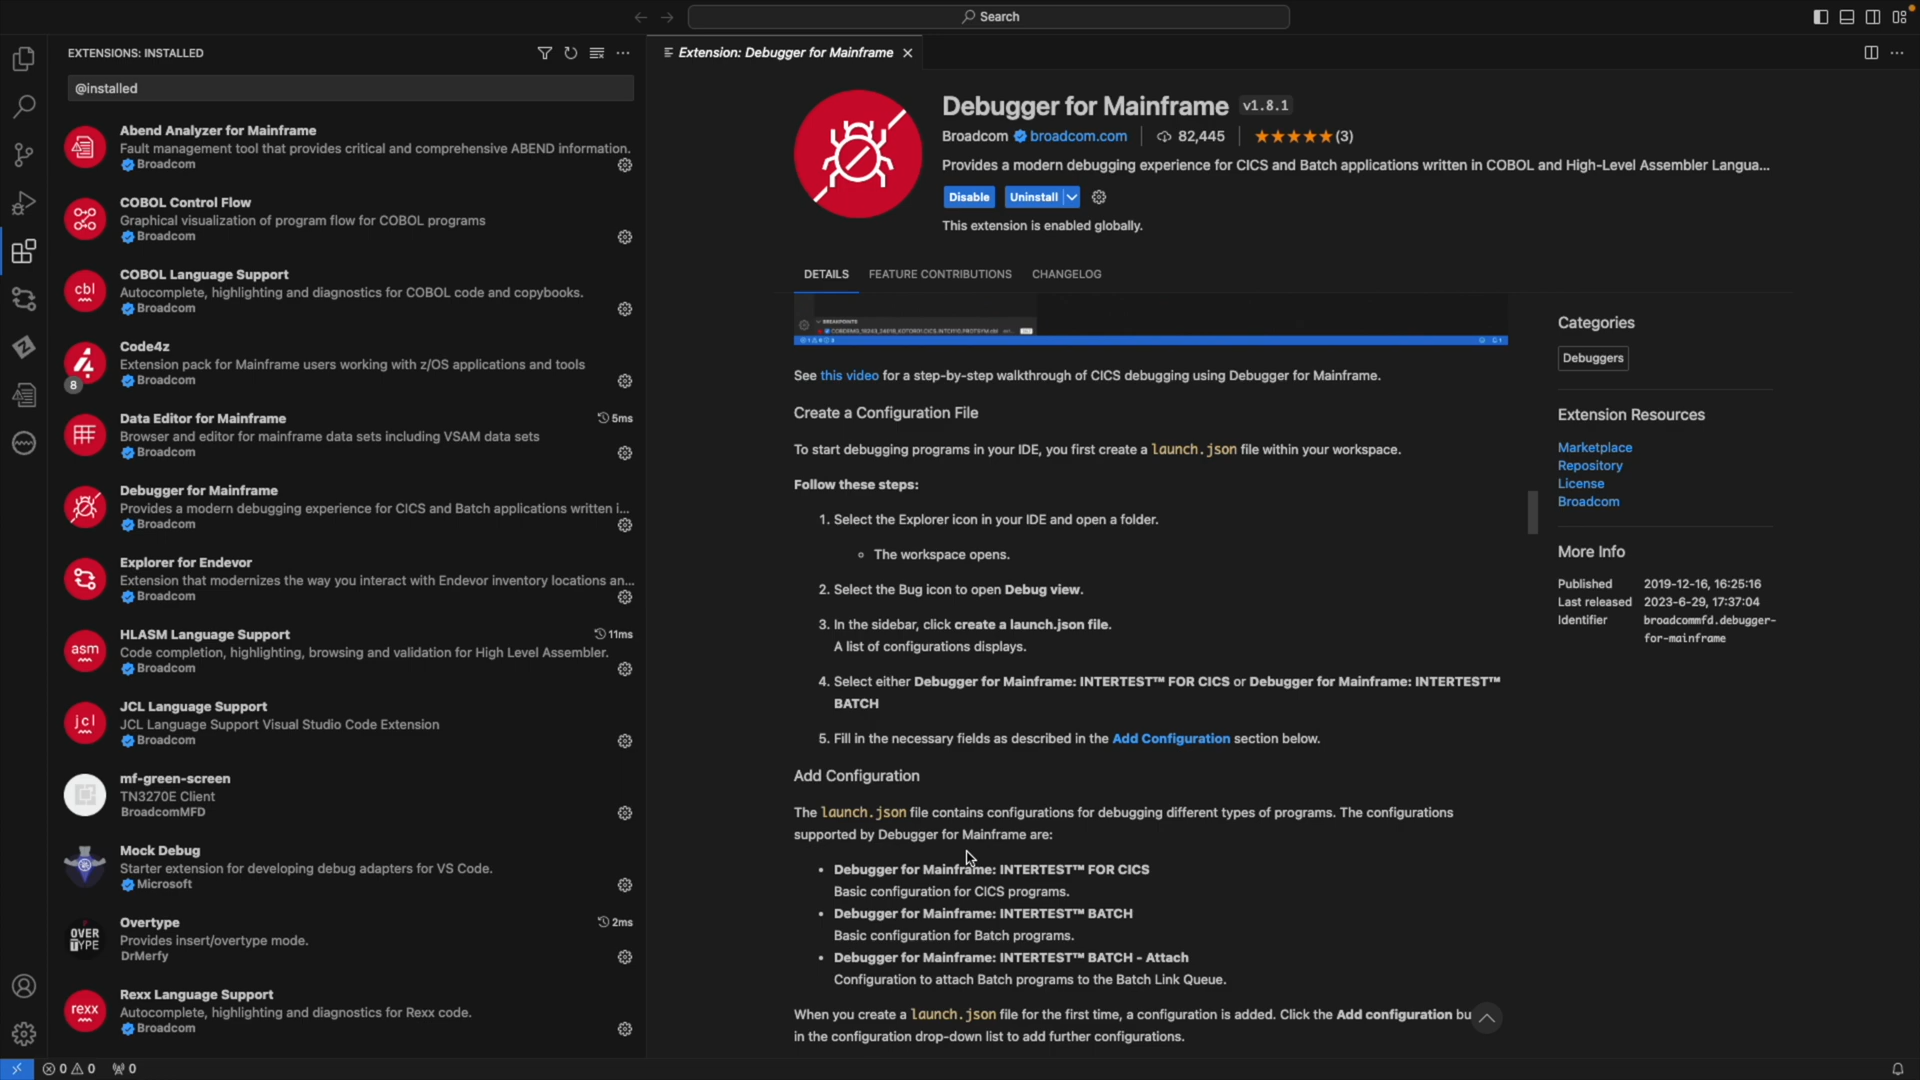 Search
EXTENSIONS: INSTALLED
@installed
Abend Analyzer for Mainframe
Fault management tool that provides critical and comprehensive ABEND information.
Broadcom
COBOL Control Flow
Graphical visualization of program flow for COBOL programs
Broadcom
cbl
COBOL Language Support
Autocomplete, highlighting and diagnostics for COBOL code and copybooks.
Broadcom
8
Code4z
Extension pack for Mainframe users working with z/OS applications and tools
Broadcom
Data Editor for Mainframe
5ms
Browser and editor for mainframe data sets including VSAM data sets
Broadcom
Debugger for Mainframe
Provides a modern debugging experience for CICS and Batch applications written i...
Broadcom
Explorer for Endevor
Extension that modernizes the way you interact with Endevor inventory locations an...
Broadcom
asm
HLASM Language Support
11ms
Code completion, highlighting, browsing and validation for High Level Assembler.
Broadcom
jcl
JCL Language Support
JCL Language Support Visual Studio Code Extension
Broadcom
mf-green-screen
TN3270E Client
BroadcomMFD
Mock Debug
Starter extension for developing debug adapters for VS Code.
Microsoft
OVER
TYPE
Overtype
2ms
Provides insert/overtype mode.
DrMerfy
rexx
Rexx Language Support
Autocomplete, highlighting and diagnostics for Rexx code.
Broadcom
0 0 0
Extension: Debugger for Mainframe
Debugger for Mainframe v1.8.1
Broadcom broadcom.com 82,445 (3)
Provides a modern debugging experience for CICS and Batch applications written in COBOL and High-Level Assembler Langua...
Disable Uninstall
This extension is enabled globally.
DETAILS FEATURE CONTRIBUTIONS CHANGELOG
BREAKPOINTS
See this video for a step-by-step walkthrough of CICS debugging using Debugger for Mainframe.
Create a Configuration File
To start debugging programs in your IDE, you first create a launch.json file within your workspace.
Follow these steps:
1. Select the Explorer icon in your IDE and open a folder.
The workspace opens.
2. Select the Bug icon to open Debug view.
3. In the sidebar, click create a launch.json file.
A list of configurations displays.
4. Select either Debugger for Mainframe: INTERTEST™ FOR CICS or Debugger for Mainframe: INTERTEST™
BATCH
5. Fill in the necessary fields as described in the Add Configuration section below.
Add Configuration
The launch.json file contains configurations for debugging different types of programs. The configurations
supported by Debugger for Mainframe are:
• Debugger for Mainframe: INTERTEST™ FOR CICS
Basic configuration for CICS programs.
• Debugger for Mainframe: INTERTEST™ BATCH
Basic configuration for Batch programs.
• Debugger for Mainframe: INTERTEST™ BATCH - Attach
Configuration to attach Batch programs to the Batch Link Queue.
When you create a launch.json file for the first time, a configuration is added. Click the Add configuration bu
in the configuration drop-down list to add further configurations.
Categories
Debuggers
Extension Resources
Marketplace
Repository
License
Broadcom
More Info
Published 2019-12-16, 16:25:16
Last released 2023-6-29, 17:37:04
Identifier broadcommfd.debugger-
for-mainframe